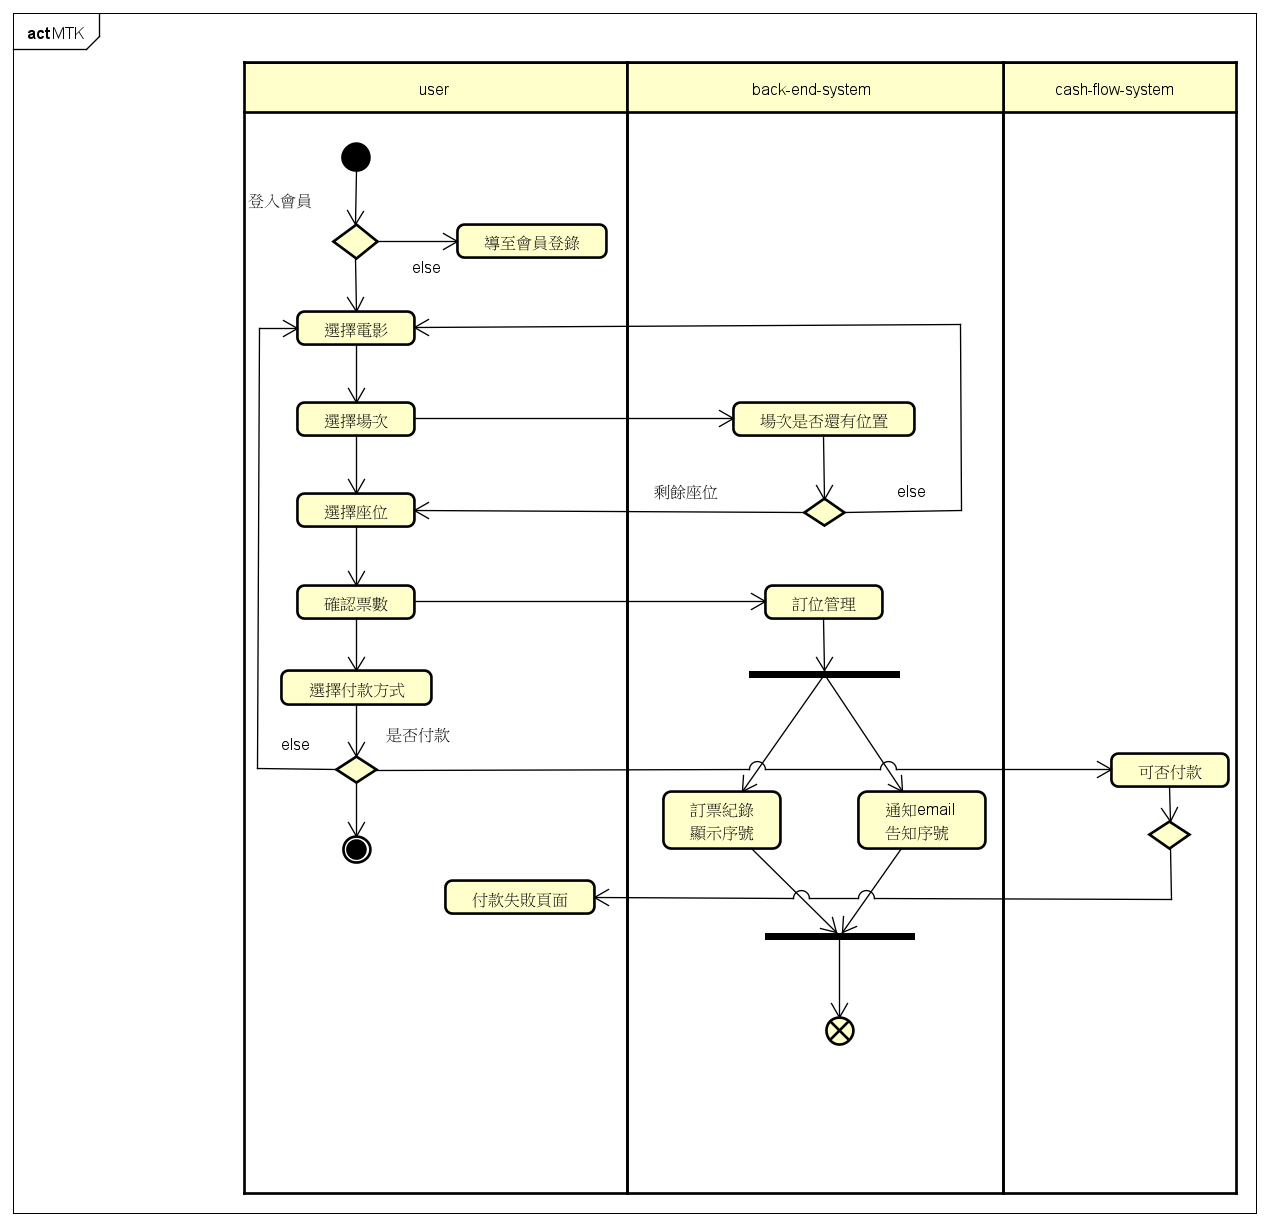 act MTK
user
back-end-system
cash-flow-system
登入會員
導至會員登錄
else
選擇電影
選擇場次
場次是否還有位置
剩餘座位
else
選擇座位
確認票數
訂位管理
選擇付款方式
是否付款
else
可否付款
訂票紀錄
顯示序號
通知email
告知序號
付款失敗頁面